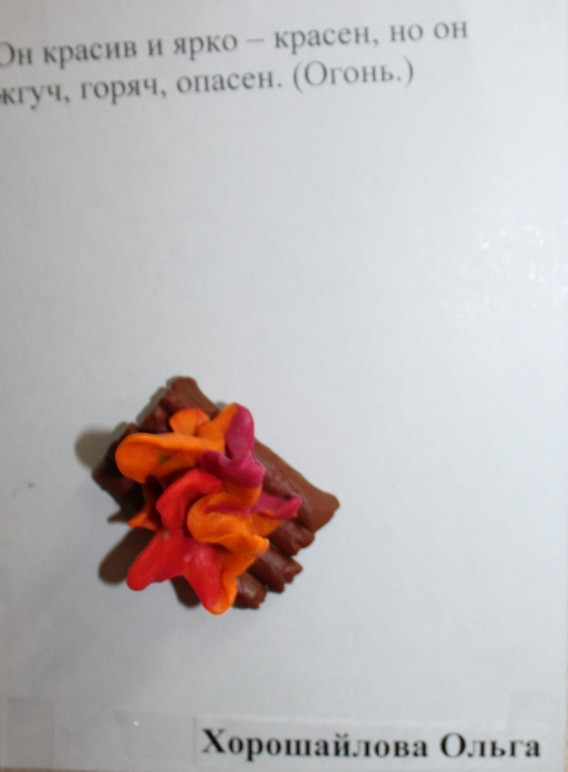 Он красив и ярко – красен, но он
жгуч, горяч, опасен. (Огонь.)
Хорошайлова Ольга